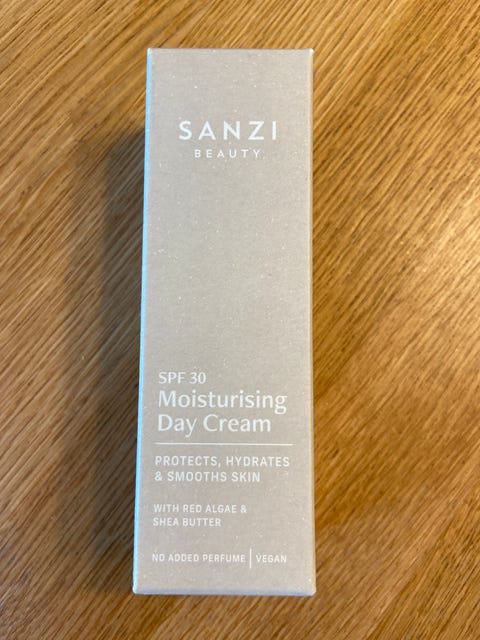 SANZI
BEAUTY
SPF 30
Moisturising
Day Cream
PROTECTS, HYDRATES
& SMOOTHS SKIN
WITH RED ALGAE &
SHEA BUTTER
NO ADDED PERFUME | VEGAN